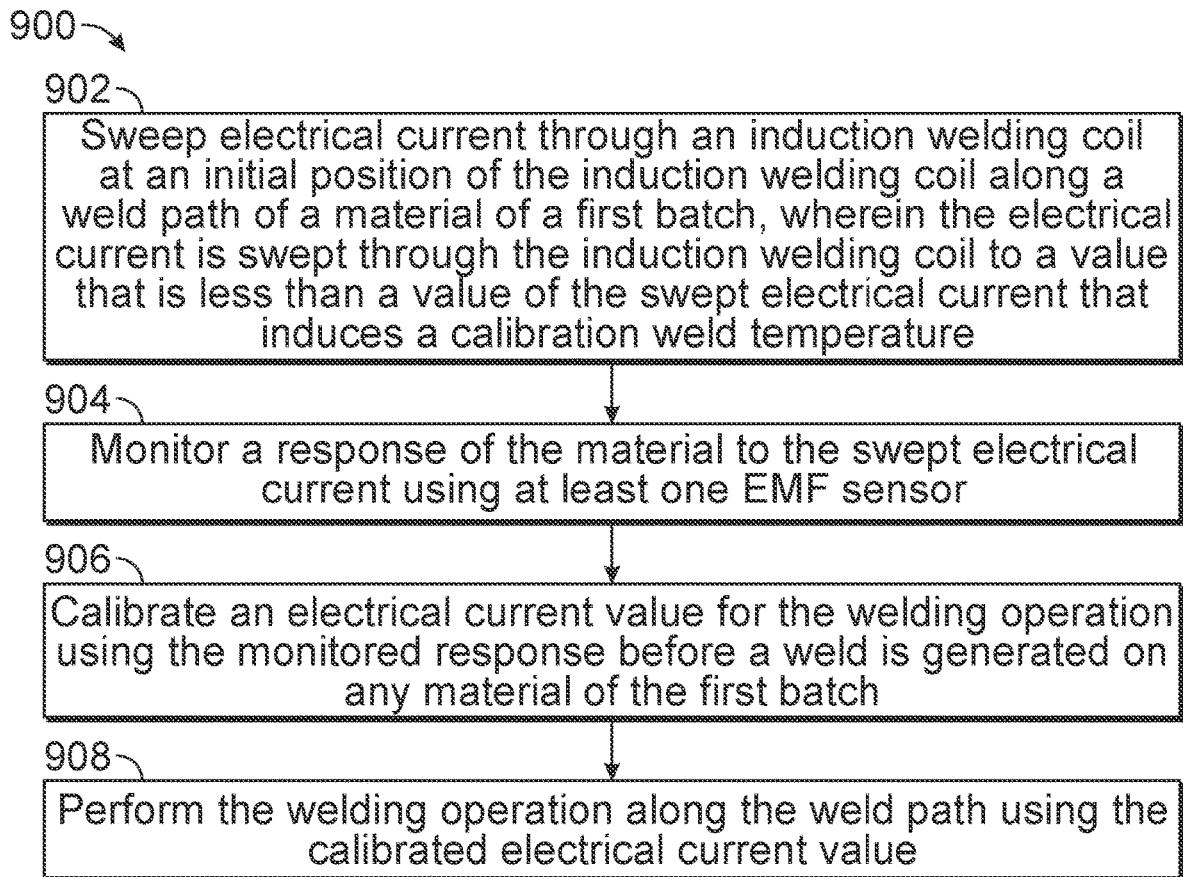 900
902
Sweep electrical current through an induction welding coil
at an initial position of the induction welding coil along a
weld path of a material of a first batch, wherein the electrical
current is swept through the induction welding coil to a value
that is less than a value of the swept electrical current that
induces a calibration weld temperature
904
Monitor a response of the material to the swept electrical
current using at least one EMF sensor
906
Calibrate an electrical current value for the welding operation
using the monitored response before a weld is generated on
any material of the first batch
908
Perform the welding operation along the weld path using the
calibrated electrical current value